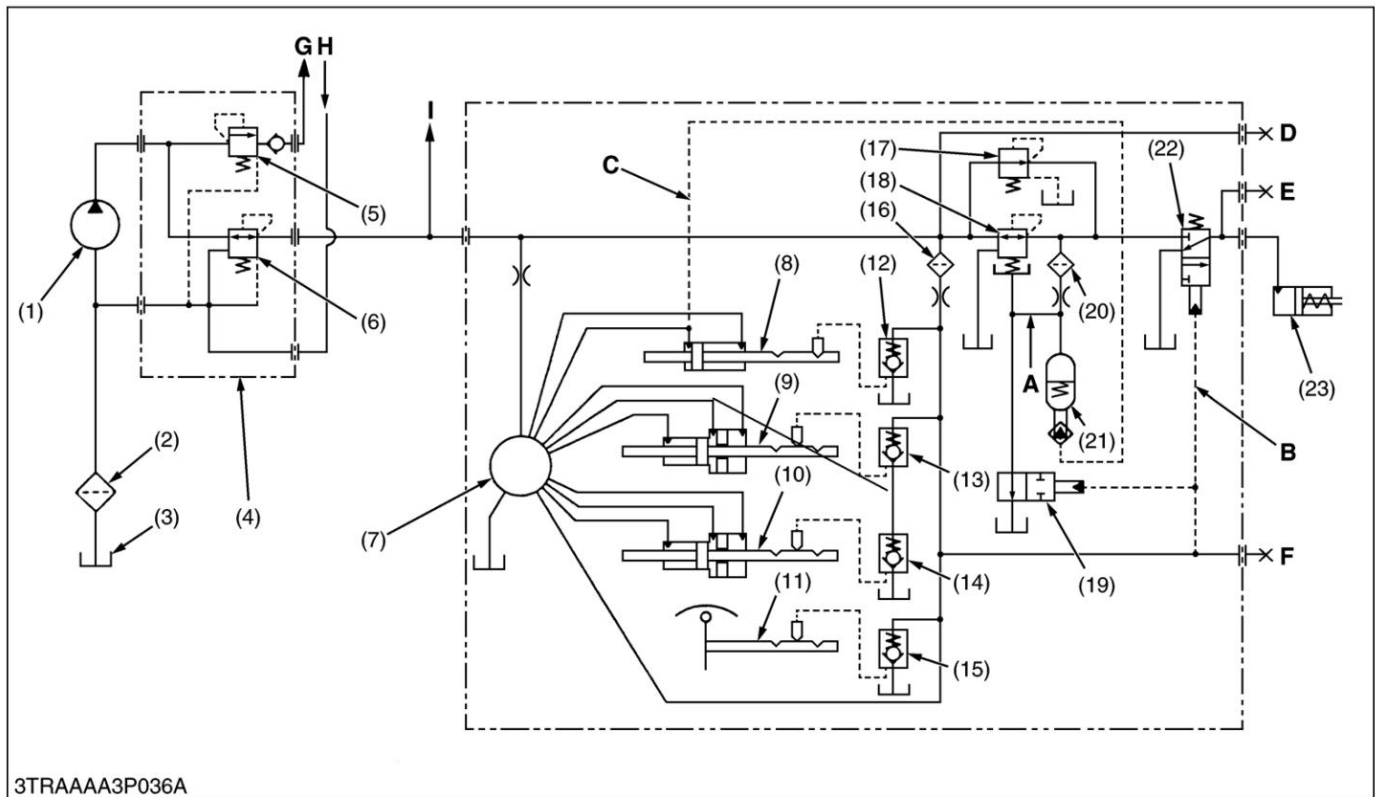 G H
I
D
(17)
(22)
C
(18)
E
(5)
(16)
(1)
(6)
(8)
(12)
(20)
(23)
A
(9)
(21)
B
(2)
(13)
(10)
(3)
(4)
(7)
F
(14)
(19)
(11)
(15)
3TRAAAA3P036A